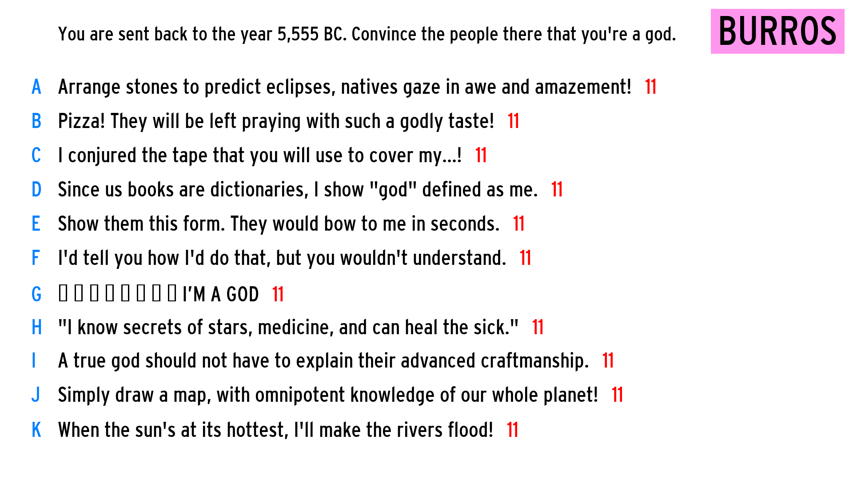 You are sent back to the year 5,555 BC. Convince the people there that you're a god.
BURROS
A Arrange stones to predict eclipses, natives gaze in awe and amazement! 11
B Pizza! They will be left praying with such a godly taste! 11
C I conjured the tape that you will use to cover my...! 11
D Since us books are dictionaries, I show "god" defined as me. 11
E Show them this form. They would bow to me in seconds. 11
F I'd tell you how I'd do that, but you wouldn't understand. 11
G ▯ ▯ ▯ ▯ ▯ ▯ ▯ ▯ I'M A GOD 11
H "I know secrets of stars, medicine, and can heal the sick." 11
I A true god should not have to explain their advanced craftmanship. 11
J Simply draw a map, with omnipotent knowledge of our whole planet! 11
K When the sun's at its hottest, I'll make the rivers flood! 11